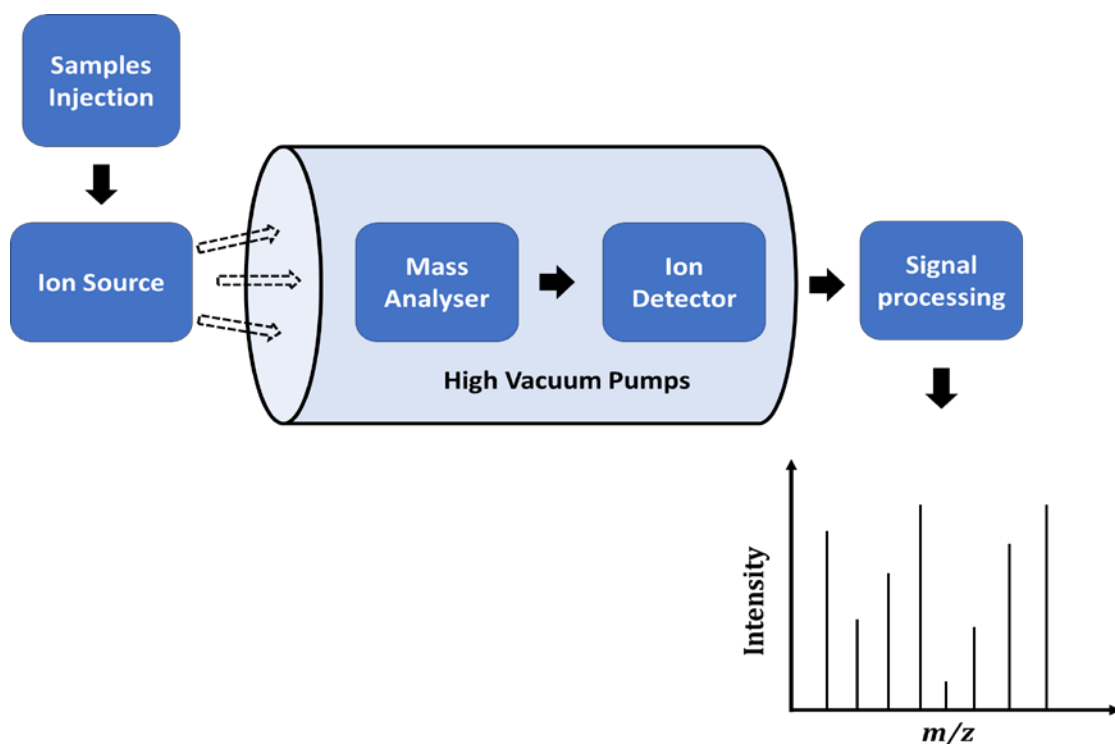 Samples
Injection
Ion Source
Mass
Analyser
Ion
Detector
Signal
processing
High Vacuum Pumps
Intensity
m/z